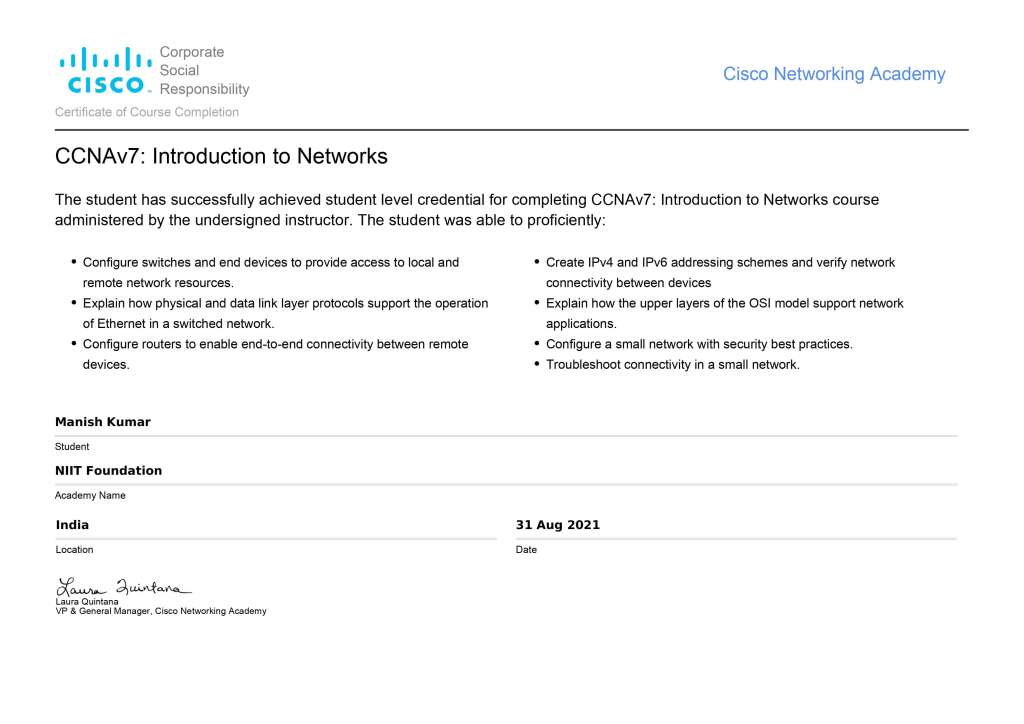 Corporate
Social
CISCO Responsibility
Cisco Networking Academy
Certificate of Course Completion
CCNAv7: Introduction to Networks
The student has successfully achieved student level credential for completing CCNAv7: Introduction to Networks course
administered by the undersigned instructor. The student was able to proficiently:
• Configure switches and end devices to provide access to local and
remote network resources.
• Explain how physical and data link layer protocols support the operation
of Ethernet in a switched network.
• Configure routers to enable end-to-end connectivity between remote
devices.
• Create IPv4 and IPv6 addressing schemes and verify network
connectivity between devices
• Explain how the upper layers of the OSI model support network
applications.
• Configure a small network with security best practices.
• Troubleshoot connectivity in a small network.
Manish Kumar
Student
NIIT Foundation
Academy Name
India
Location
31 Aug 2021
Date
Laura Quintana
Laura Quintana
VP & General Manager, Cisco Networking Academy